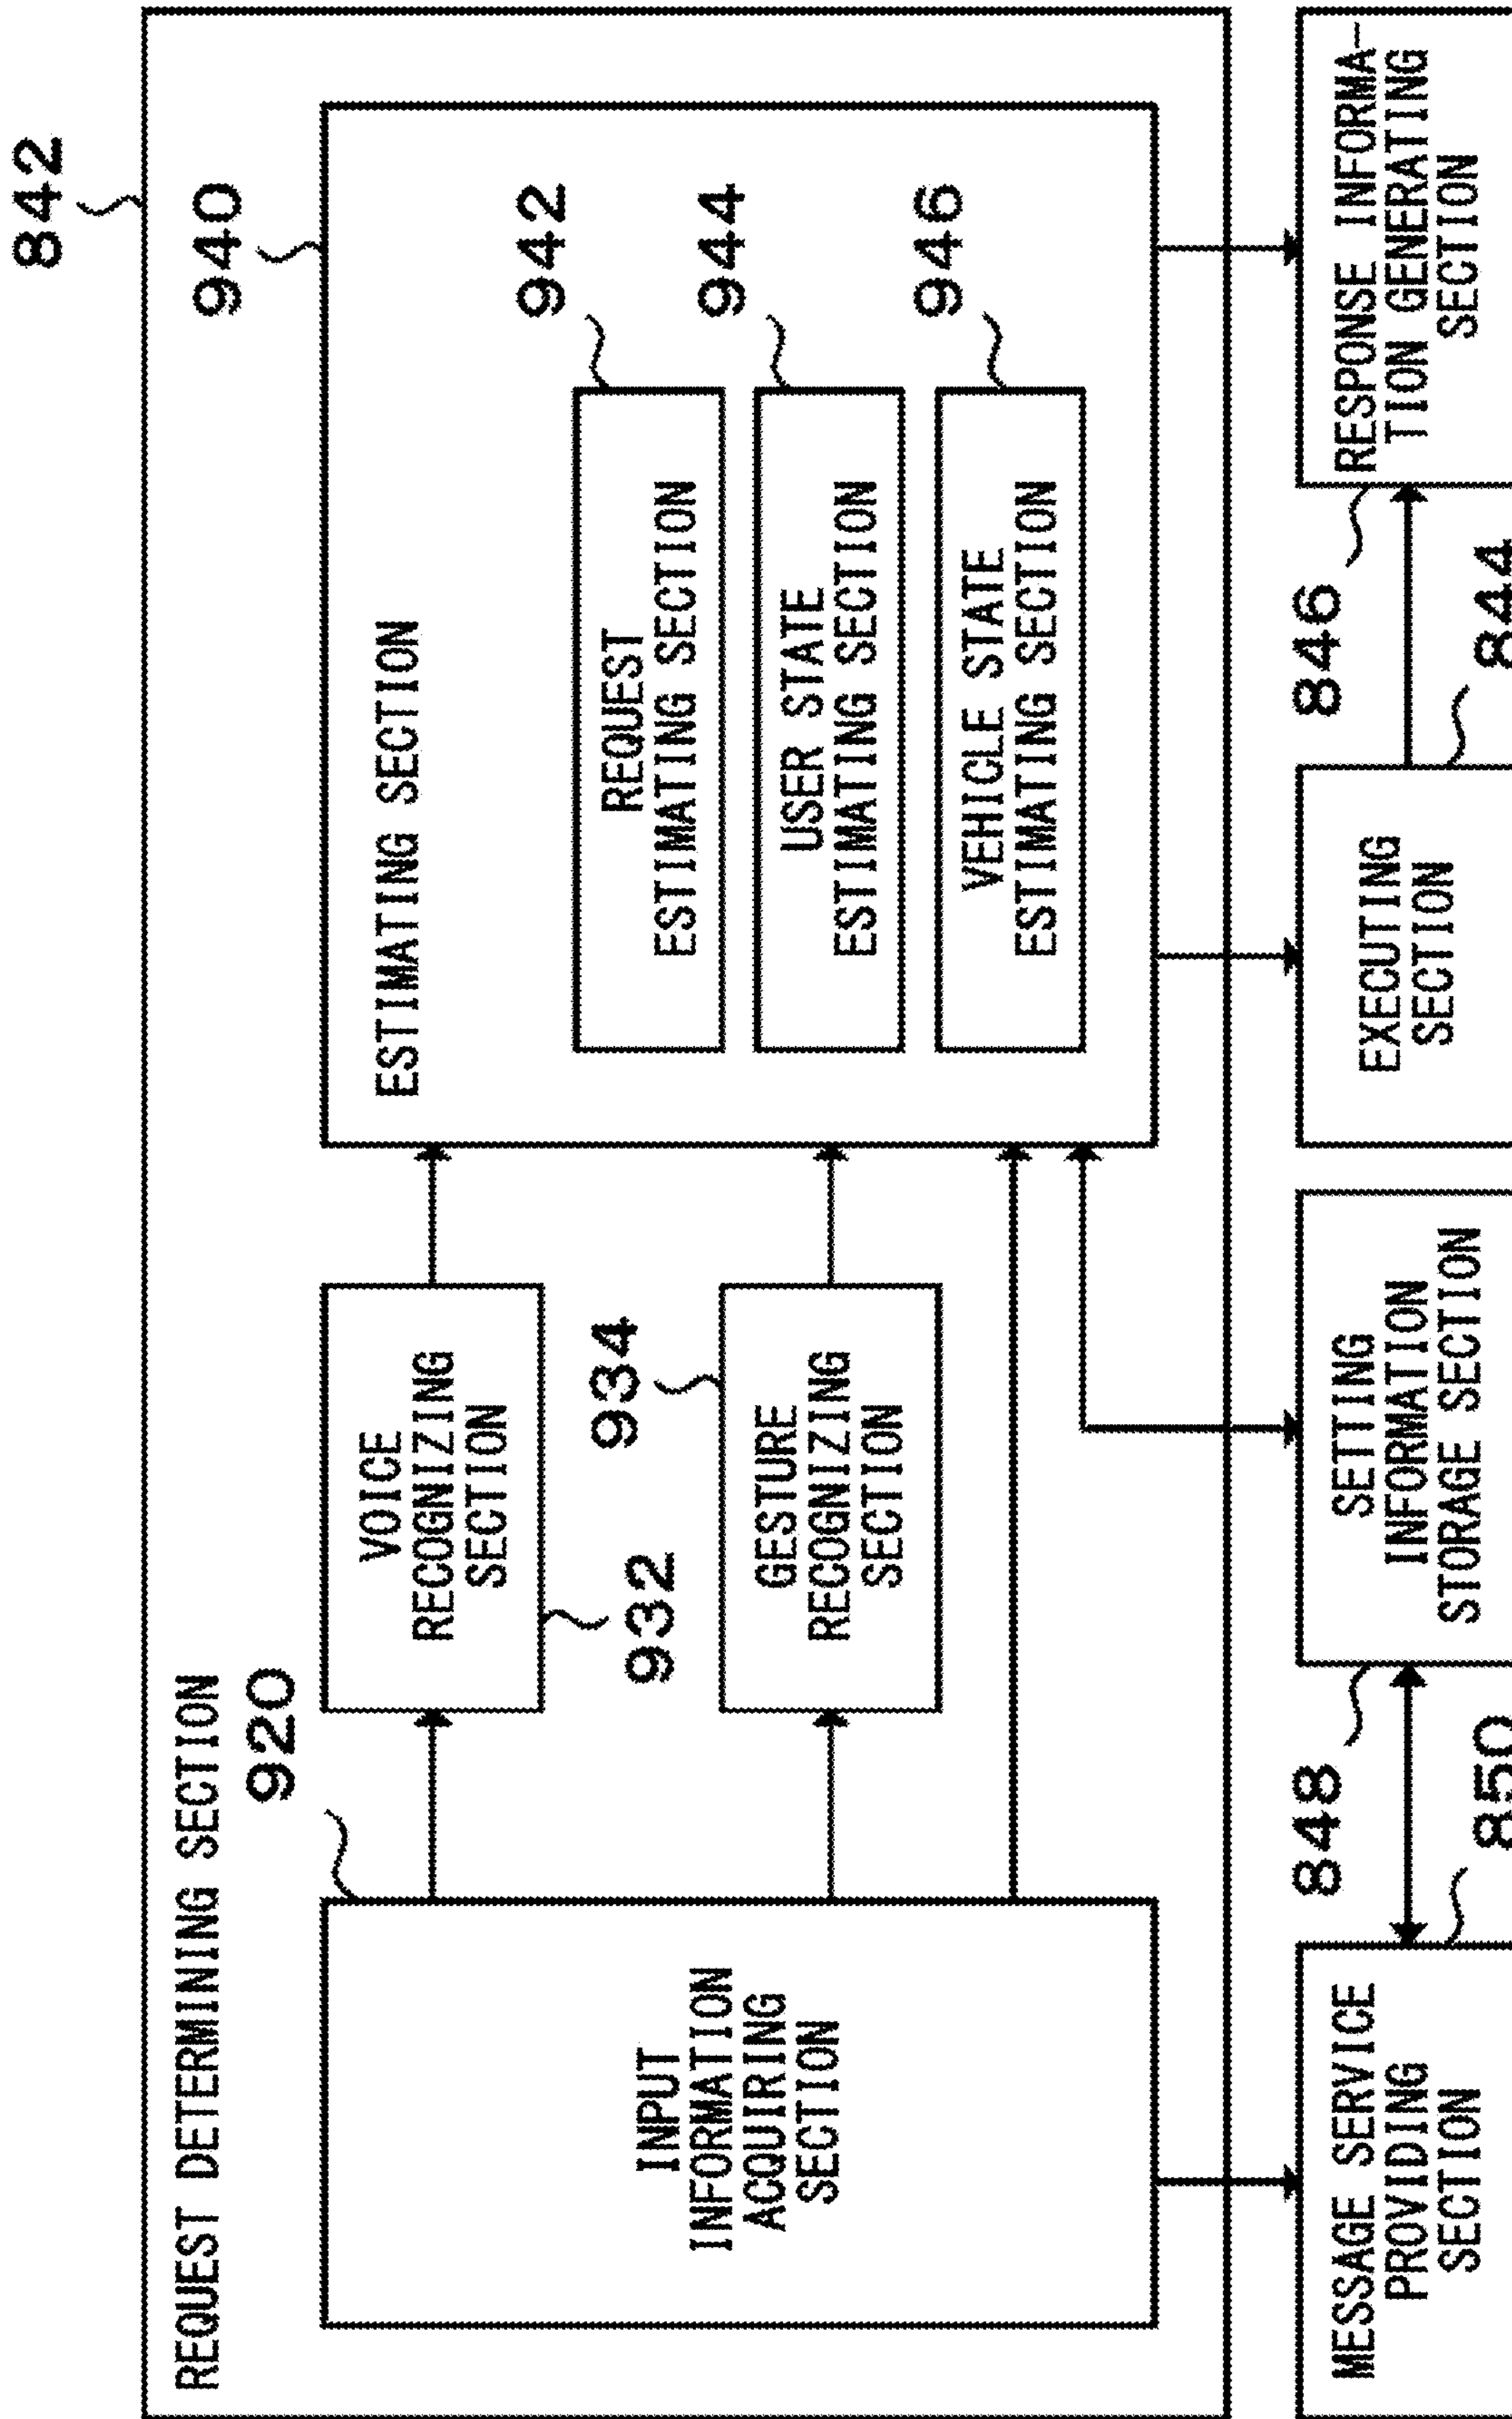 842
REQUEST DETERMINING SECTION
920
940
INPUT
INFORMATION
ACQUIRING
SECTION
VOICE
RECOGNIZING
SECTION
932
934
GESTURE
RECOGNIZING
SECTION
ESTIMATING SECTION
942
REQUEST
ESTIMATING SECTION
944
USER STATE
ESTIMATING SECTION
946
VEHICLE STATE
ESTIMATING SECTION
MESSAGE SERVICE
PROVIDING
SECTION
850
848
SETTING
INFORMATION
STORAGE SECTION
EXECUTING
SECTION
844
846
RESPONSE INFORMA-
TION GENERATING
SECTION